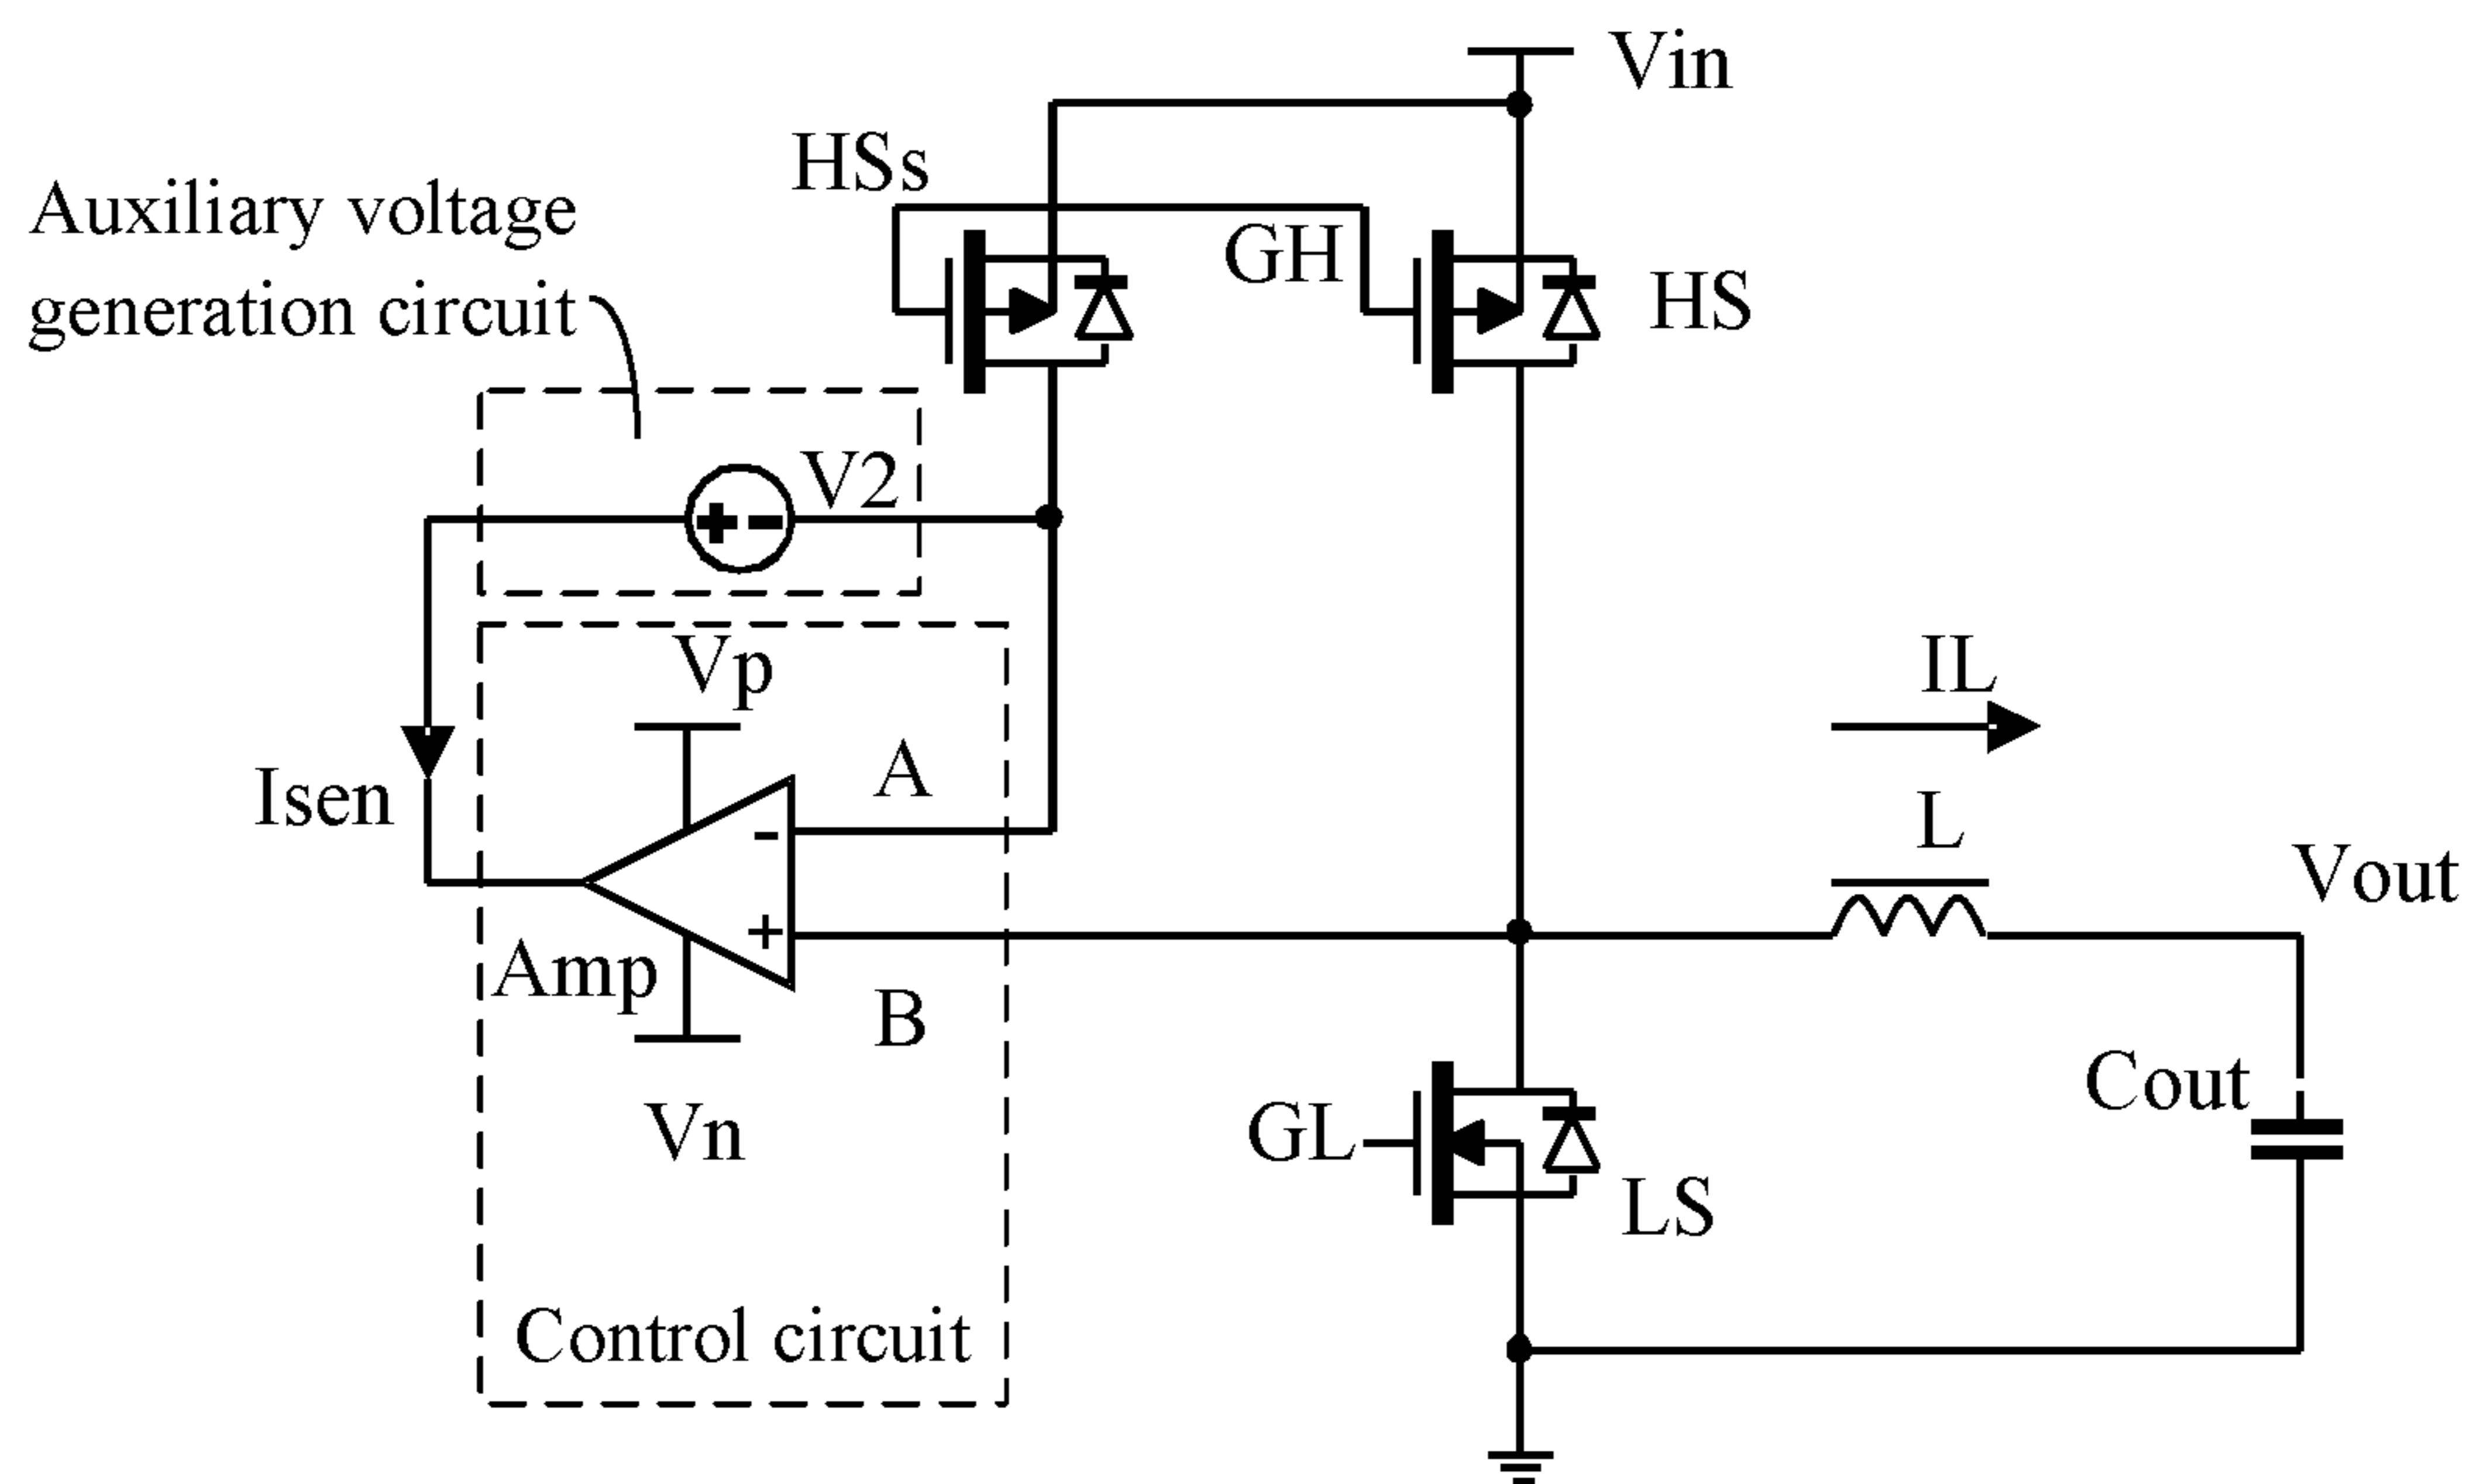 Vin
HSs
Auxiliary voltage
generation circuit
GH
HS
V2
+ -
Vp
IL
A
Isen
-
L
Vout
+
Amp
B
Cout
Vn
GL
LS
Control circuit